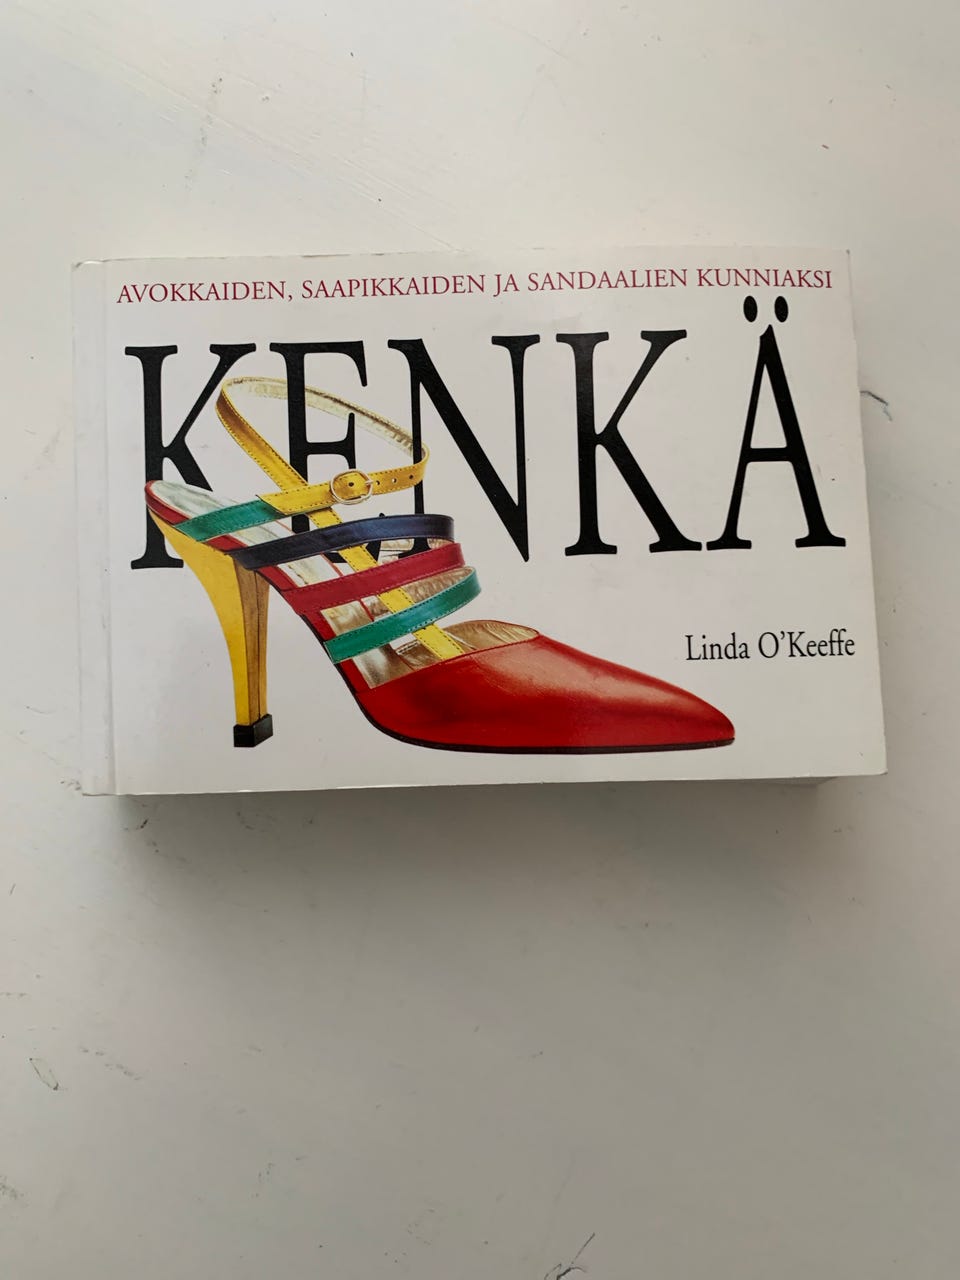 AVOKKAIDEN, SAAPIKKAIDEN JA SANDAALIEN KUNNIAKSI
KENKÄ
Linda O'Keeffe